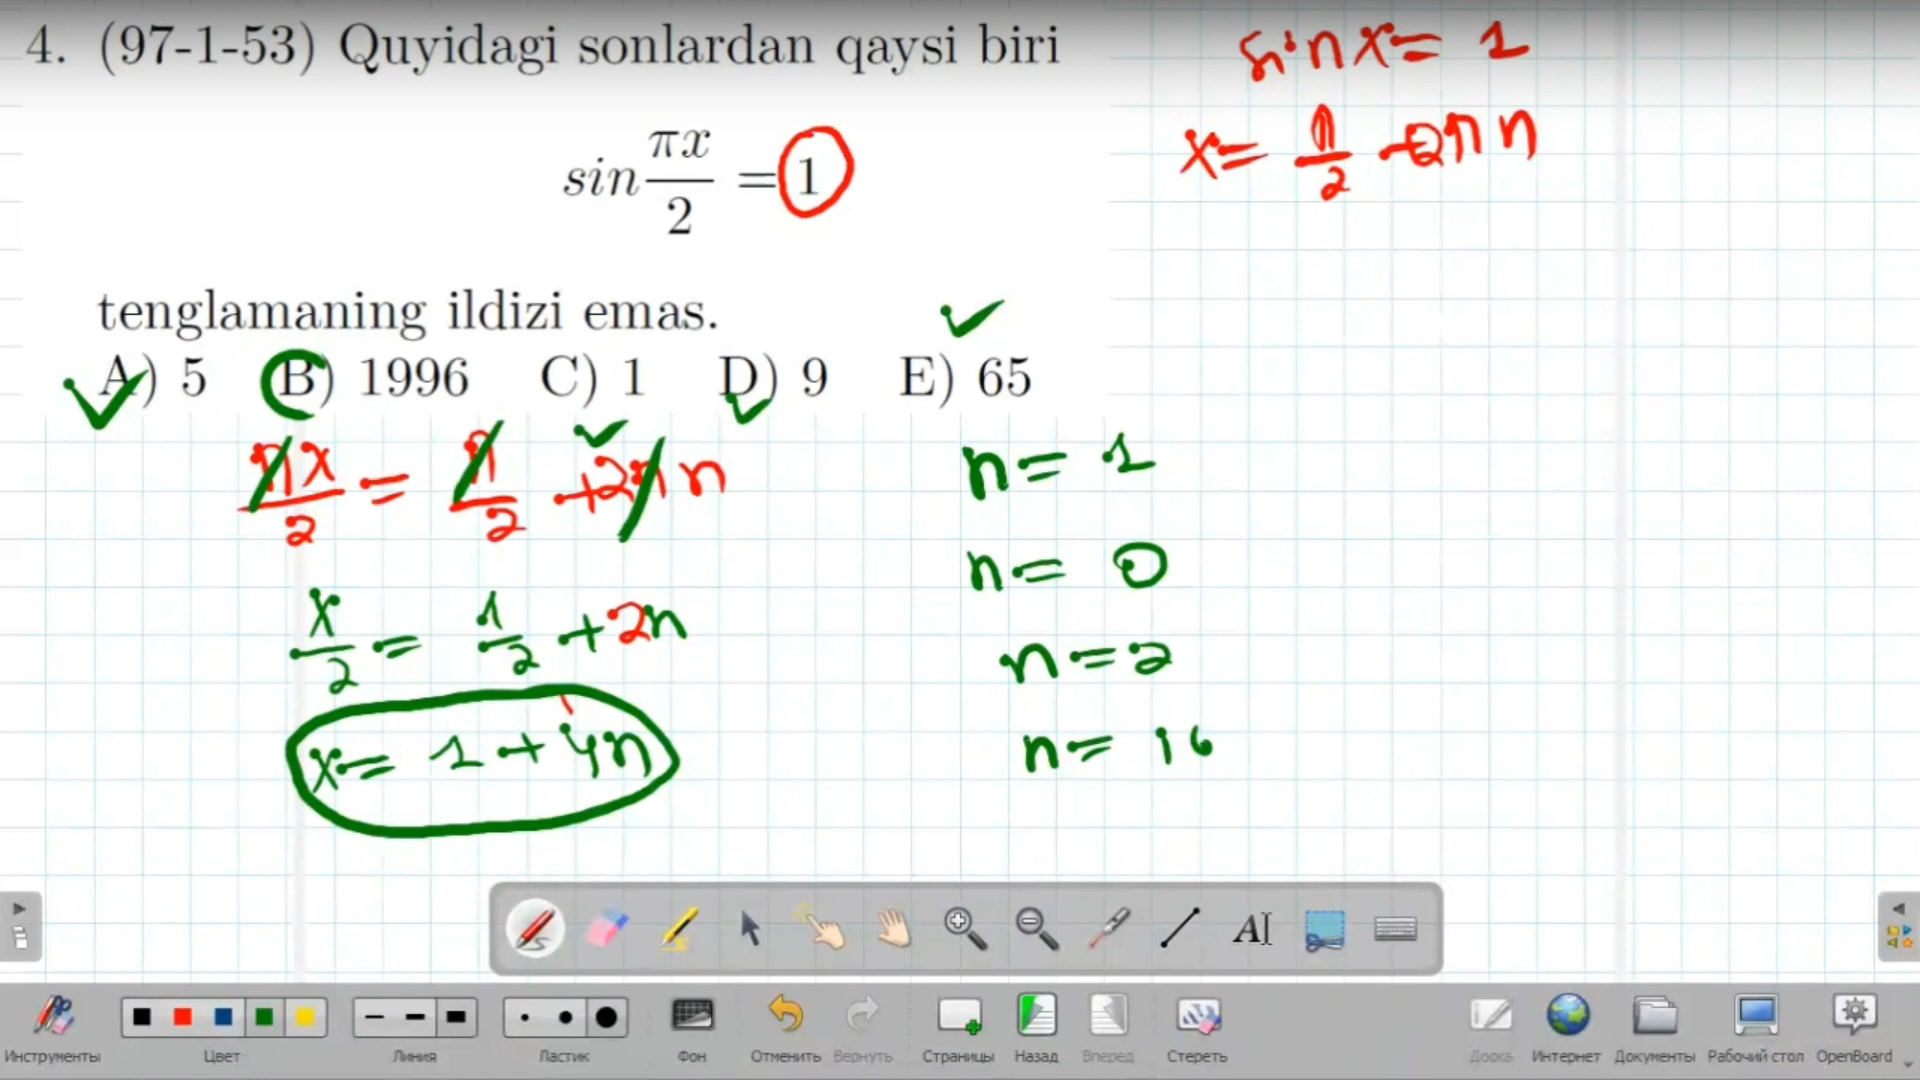 4. (97-1-53) Quyidagi sonlardan qaysi biri
sin πx/2 = 1
tenglamaning ildizi emas.
A) 5 B) 1996 C) 1 D) 9 E) 65
sin x = 1
x = π/2 + 2πn
πx/2 = π/2 + 2πn
x/2 = 1/2 + 2n
x = 1 + 4n
n = 1
n = 0
n = 2
n = 16
AI
Инструменты Цвет Линия Ластик Фон Отменить Вернуть Страницы Назад Вперед Стереть Доска Интернет Документы Рабочий стол OpenBoard